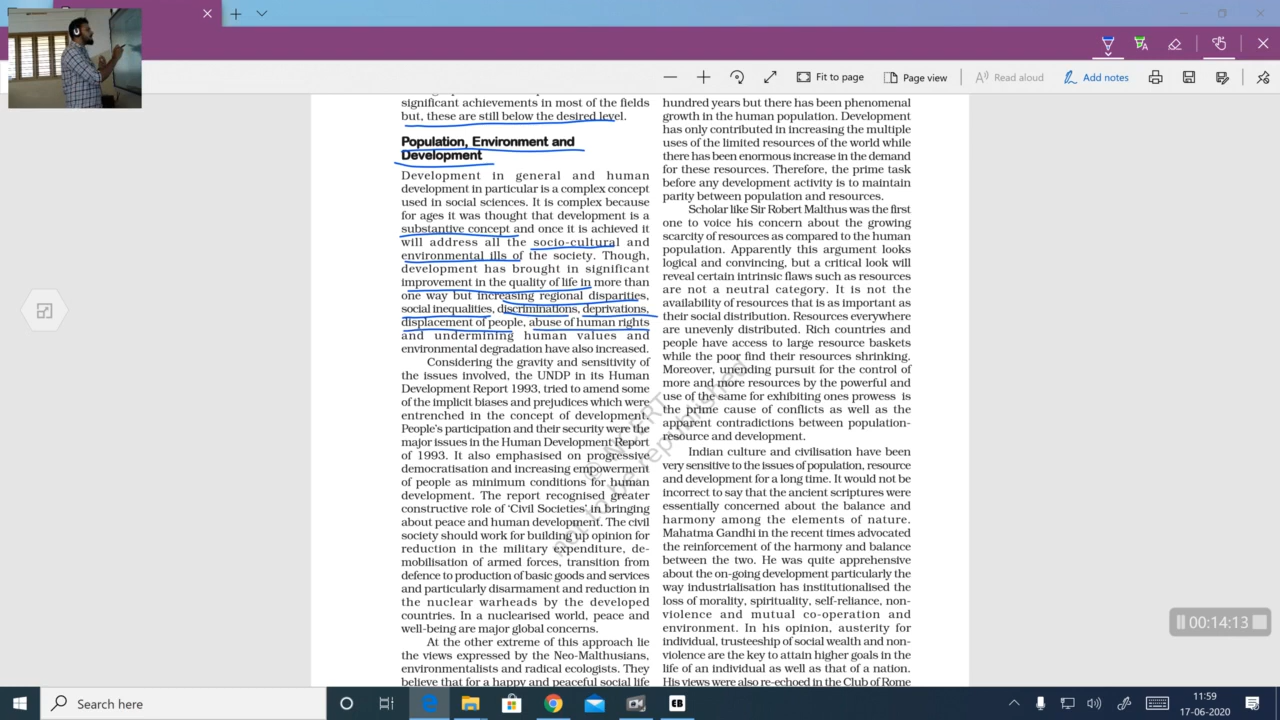 Fit to page
Page view
Read aloud
Add notes
significant achievements in most of the fields
but, these are still below the desired level.
Population, Environment and
Development
Development in general and human
development in particular is a complex concept
used in social sciences. It is complex because
for ages it was thought that development is a
substantive concept and once it is achieved it
will address all the socio-cultural and
environmental ills of the society. Though,
development has brought in significant
improvement in the quality of life in more than
one way but increasing regional disparities,
social inequalities, discriminations, deprivations,
displacement of people, abuse of human rights
and undermining human values and
environmental degradation have also increased.
Considering the gravity and sensitivity of
the issues involved, the UNDP in its Human
Development Report 1993, tried to amend some
of the implicit biases and prejudices which were
entrenched in the concept of development.
People's participation and their security were the
major issues in the Human Development Report
of 1993. It also emphasised on progressive
democratisation and increasing empowerment
of people as minimum conditions for human
development. The report recognised greater
constructive role of 'Civil Societies' in bringing
about peace and human development. The civil
society should work for building up opinion for
reduction in the military expenditure, de-
mobilisation of armed forces, transition from
defence to production of basic goods and services
and particularly disarmament and reduction in
the nuclear warheads by the developed
countries. In a nuclearised world, peace and
well-being are major global concerns.
At the other extreme of this approach lie
the views expressed by the Neo-Malthusians,
environmentalists and radical ecologists. They
believe that for a happy and peaceful social life
hundred years but there has been phenomenal
growth in the human population. Development
has only contributed in increasing the multiple
uses of the limited resources of the world while
there has been enormous increase in the demand
for these resources. Therefore, the prime task
before any development activity is to maintain
parity between population and resources.
Scholar like Sir Robert Malthus was the first
one to voice his concern about the growing
scarcity of resources as compared to the human
population. Apparently this argument looks
logical and convincing, but a critical look will
reveal certain intrinsic flaws such as resources
are not a neutral category. It is not the
availability of resources that is as important as
their social distribution. Resources everywhere
are unevenly distributed. Rich countries and
people have access to large resource baskets
while the poor find their resources shrinking.
Moreover, unending pursuit for the control of
more and more resources by the powerful and
use of the same for exhibiting ones prowess is
the prime cause of conflicts as well as the
apparent contradictions between population-
resource and development.
Indian culture and civilisation have been
very sensitive to the issues of population, resource
and development for a long time. It would not be
incorrect to say that the ancient scriptures were
essentially concerned about the balance and
harmony among the elements of nature.
Mahatma Gandhi in the recent times advocated
the reinforcement of the harmony and balance
between the two. He was quite apprehensive
about the on-going development particularly the
way industrialisation has institutionalised the
loss of morality, spirituality, self-reliance, non-
violence and mutual co-operation and
environment. In his opinion, austerity for
individual, trusteeship of social wealth and non-
violence are the key to attain higher goals in the
life of an individual as well as that of a nation.
His views were also re-echoed in the Club of Rome
© NCERT
not to be republished
00:14:13
Search here
EB
11:59
17-06-2020